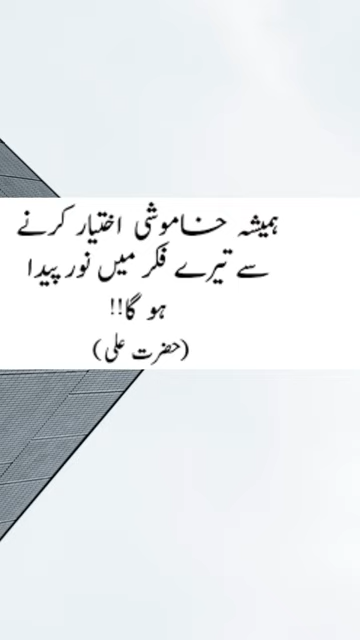 ہمیشہ خاموشی اختیار کرنے
سے تیرے فکر میں نور پیدا
ہو گا!!
(حضرت علی)